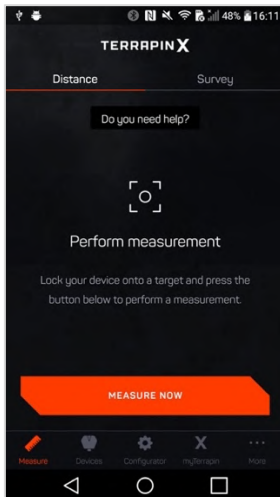 48% 16:11
TERRAPIN X
Distance Survey
Do you need help?
Perform measurement
Lock your device onto a target and press the
button below to perform a measurement.
MEASURE NOW
Measure Devices Configurator myTerrapin More